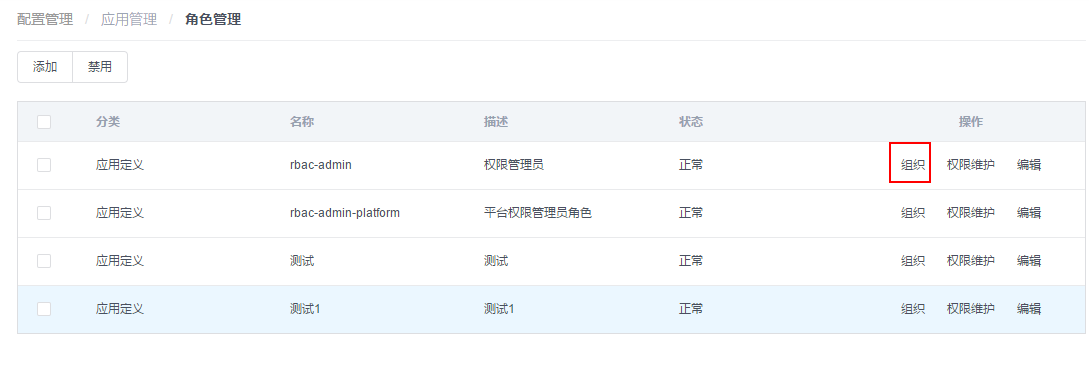 配置管理 / 应用管理 / 角色管理
添加 禁用
分类 名称 描述 状态 操作
应用定义 rbac-admin 权限管理员 正常 组织 权限维护 编辑
应用定义 rbac-admin-platform 平台权限管理员角色 正常 组织 权限维护 编辑
应用定义 测试 测试 正常 组织 权限维护 编辑
应用定义 测试1 测试1 正常 组织 权限维护 编辑